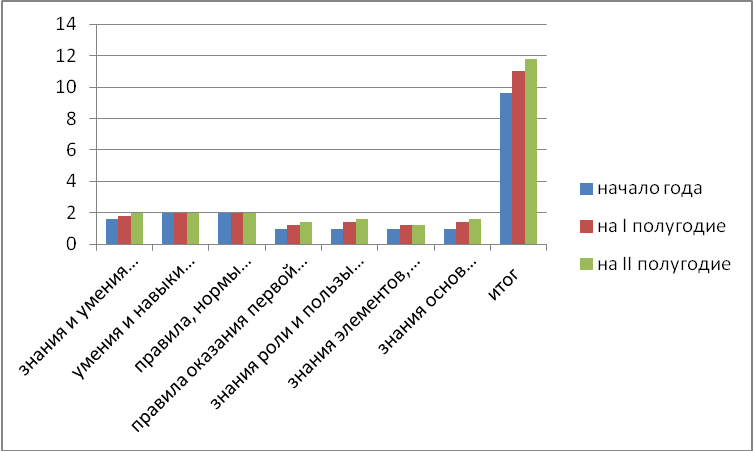 14
12
10
8
6
4
2
0
знания и умения...
умения и навыки...
правила, нормы...
правила оказания первой...
знания роли и пользы...
знания элементов,...
знания основ...
итог
начало года
на I полугодие
на II полугодие